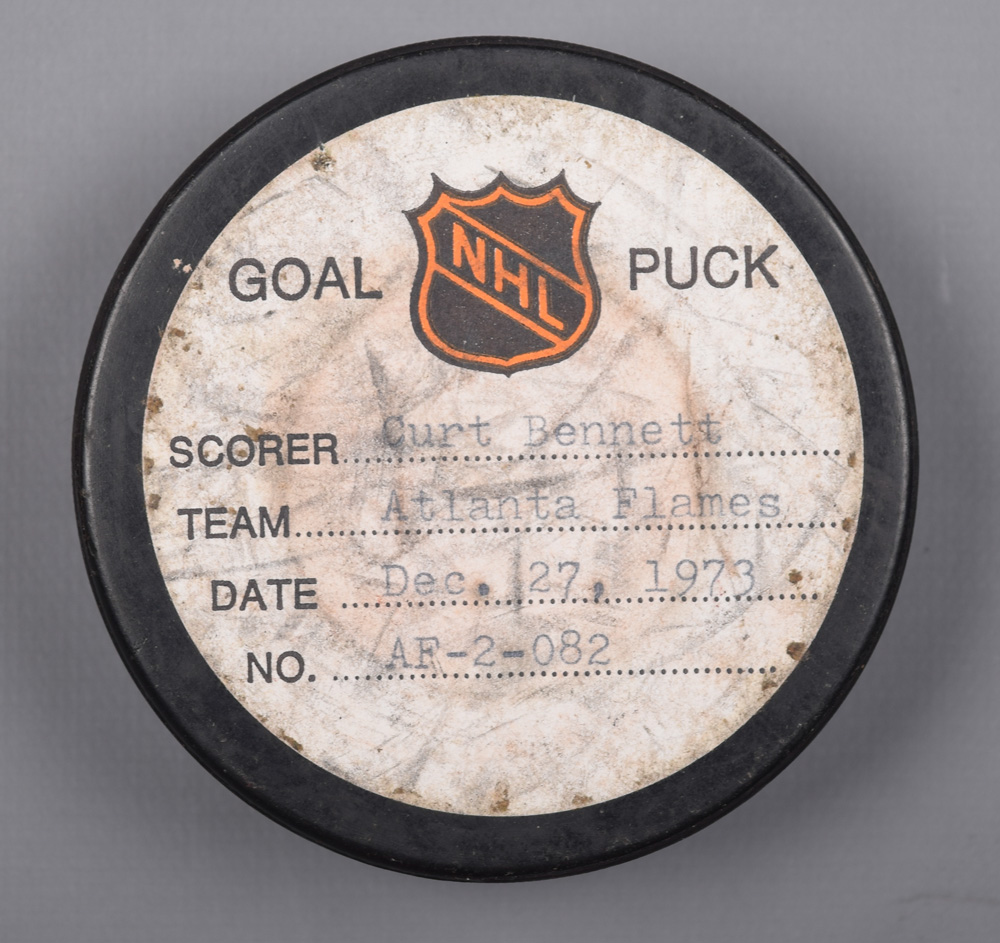 GOAL NHL PUCK
SCORER Curt Bennett
TEAM Atlanta Flames
DATE Dec. 27, 1973
NO. AF-2-082